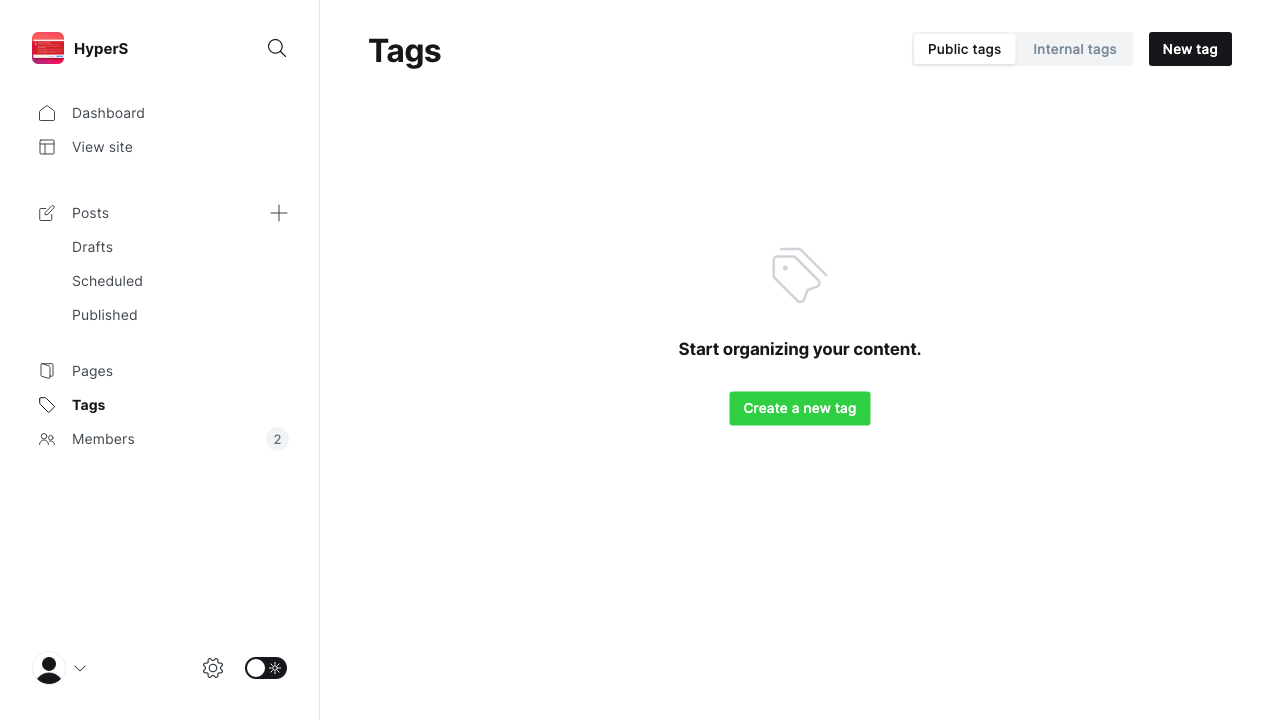 HyperS
Dashboard
View site
Posts
Drafts
Scheduled
Published
Pages
Tags
Members
2
Tags
Public tags
Internal tags
New tag
Start organizing your content.
Create a new tag